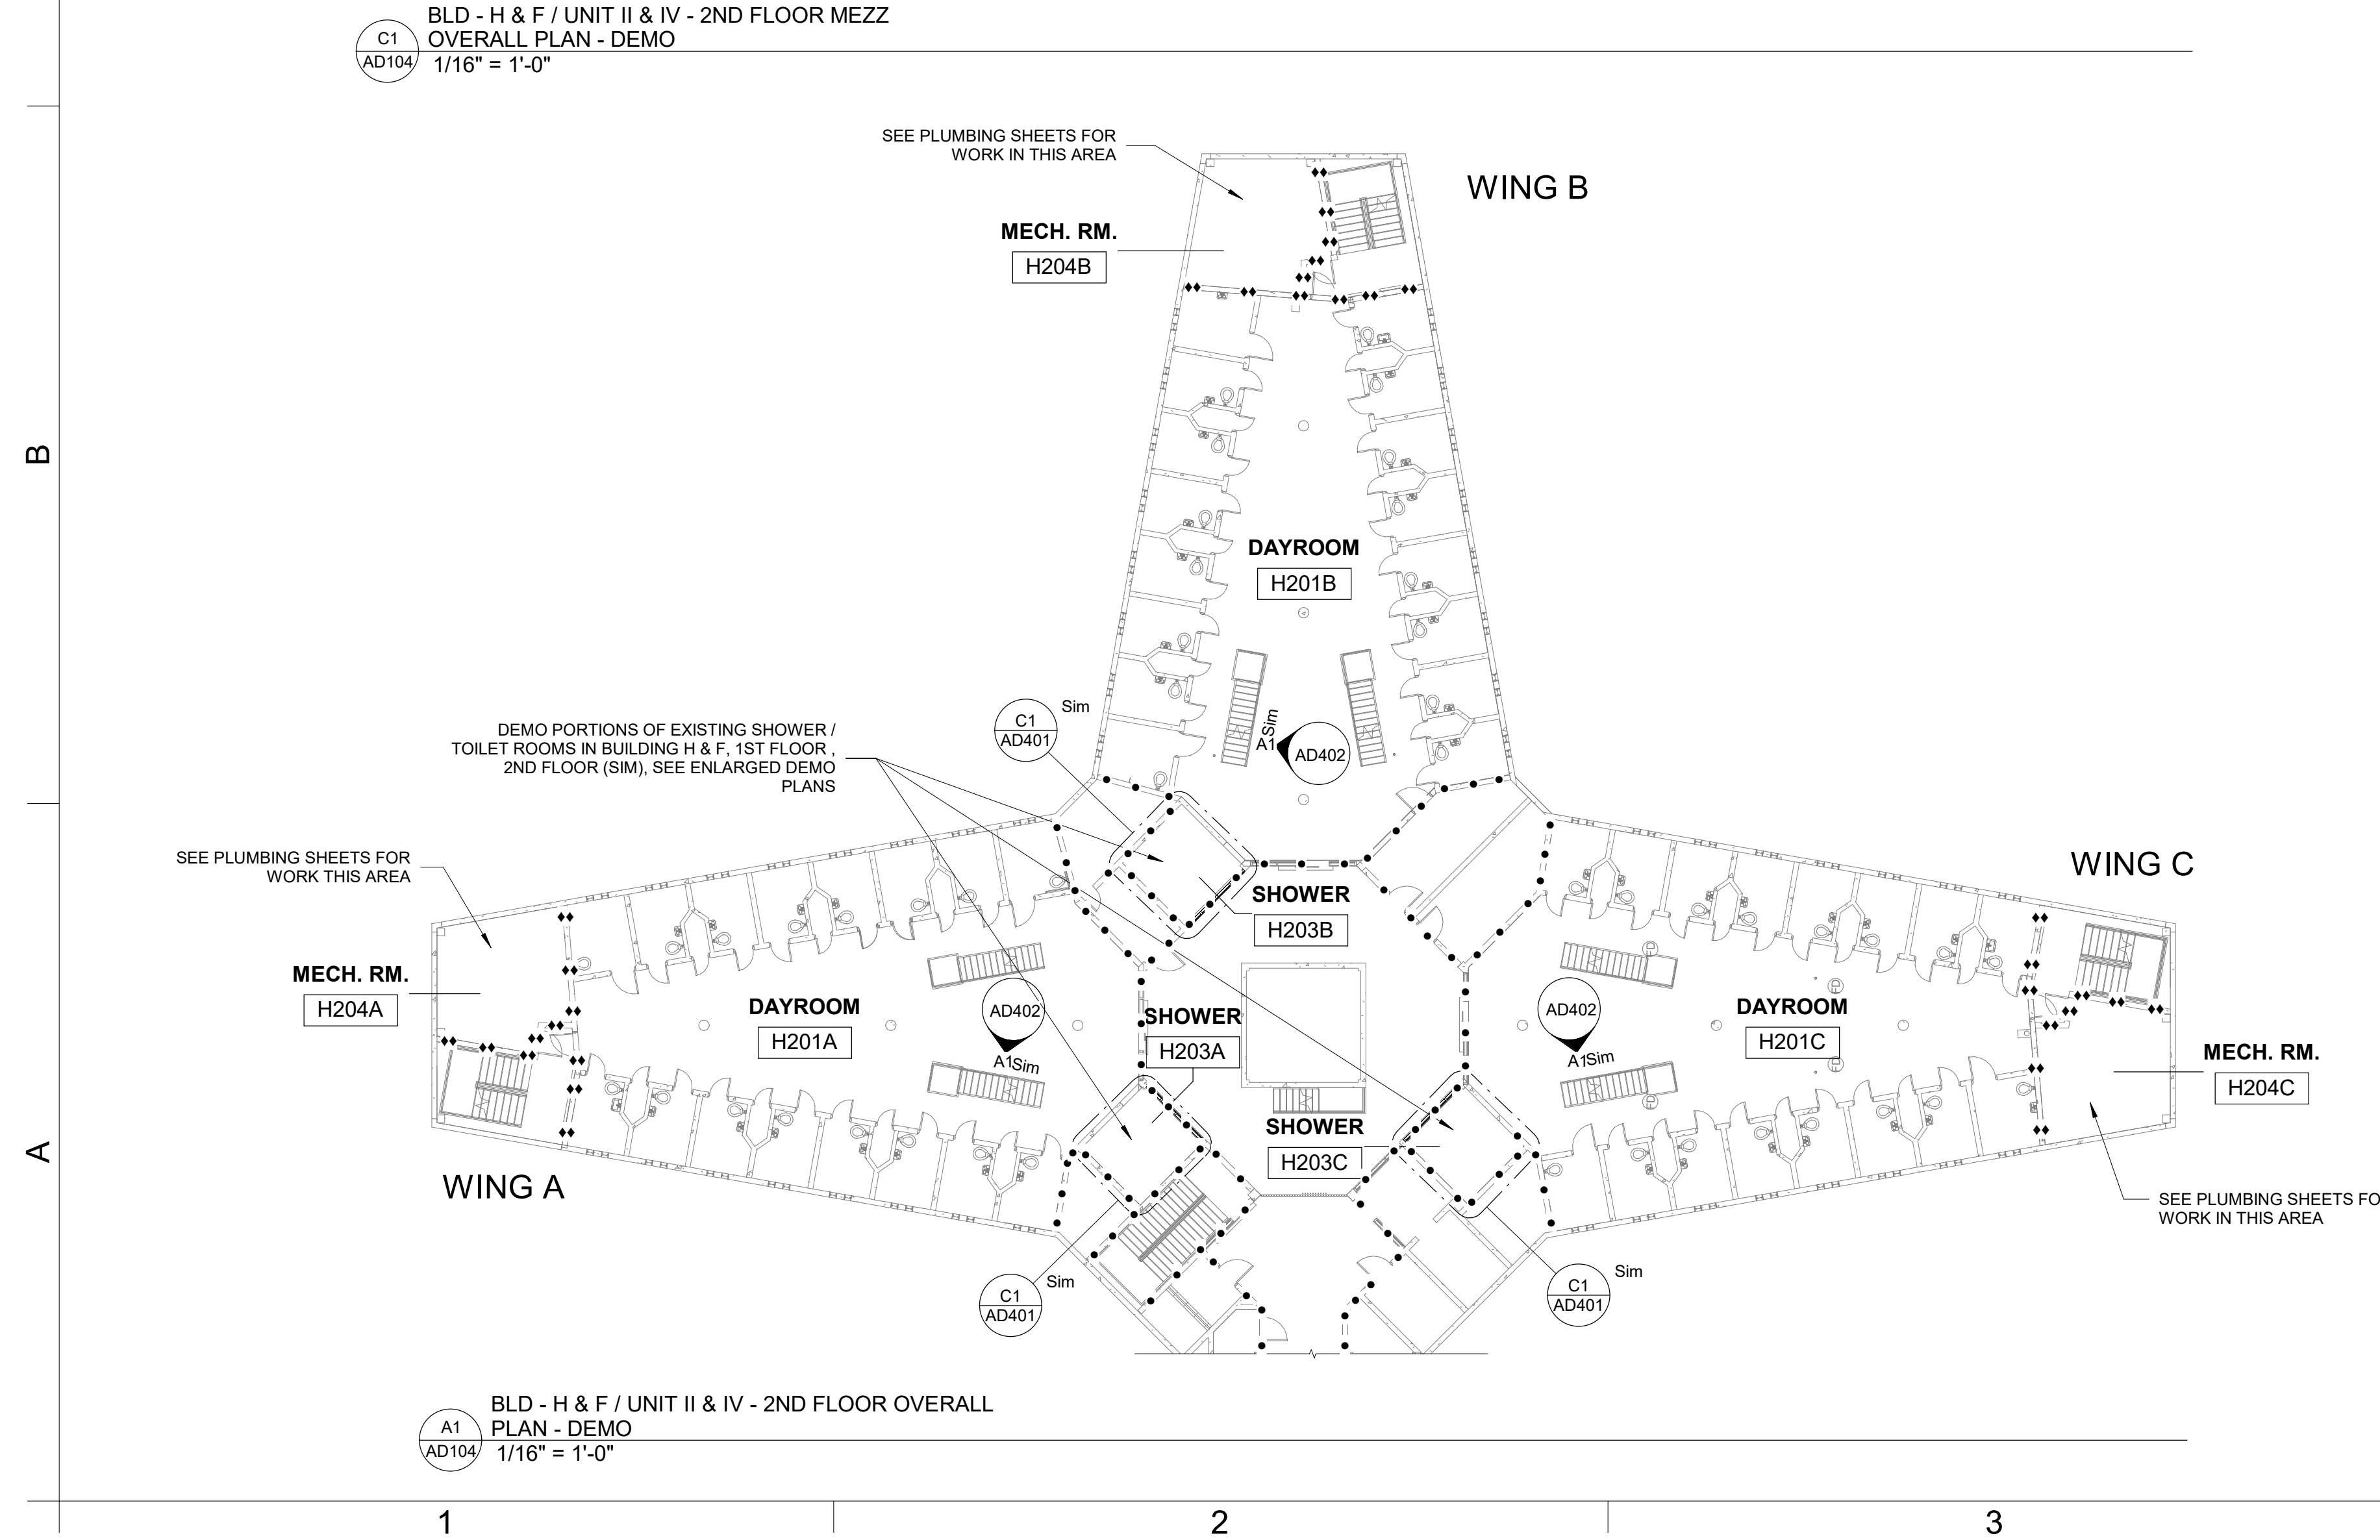 BLD - H & F / UNIT II & IV - 2ND FLOOR MEZZ
OVERALL PLAN - DEMO
C1
AD104
1/16" = 1'-0"
SEE PLUMBING SHEETS FOR
WORK IN THIS AREA
WING B
MECH. RM.
H204B
B
DAYROOM
H201B
C1
AD401
Sim
A1
Sim
AD402
DEMO PORTIONS OF EXISTING SHOWER /
TOILET ROOMS IN BUILDING H & F, 1ST FLOOR ,
2ND FLOOR (SIM), SEE ENLARGED DEMO
PLANS
SEE PLUMBING SHEETS FOR
WORK THIS AREA
WING C
SHOWER
H203B
MECH. RM.
H204A
DAYROOM
H201A
AD402
A1
Sim
SHOWER
H203A
AD402
A1
Sim
DAYROOM
H201C
MECH. RM.
H204C
SHOWER
H203C
A
WING A
SEE PLUMBING SHEETS FO
WORK IN THIS AREA
C1
AD401
Sim
C1
AD401
Sim
BLD - H & F / UNIT II & IV - 2ND FLOOR OVERALL
PLAN - DEMO
A1
AD104
1/16" = 1'-0"
1
2
3